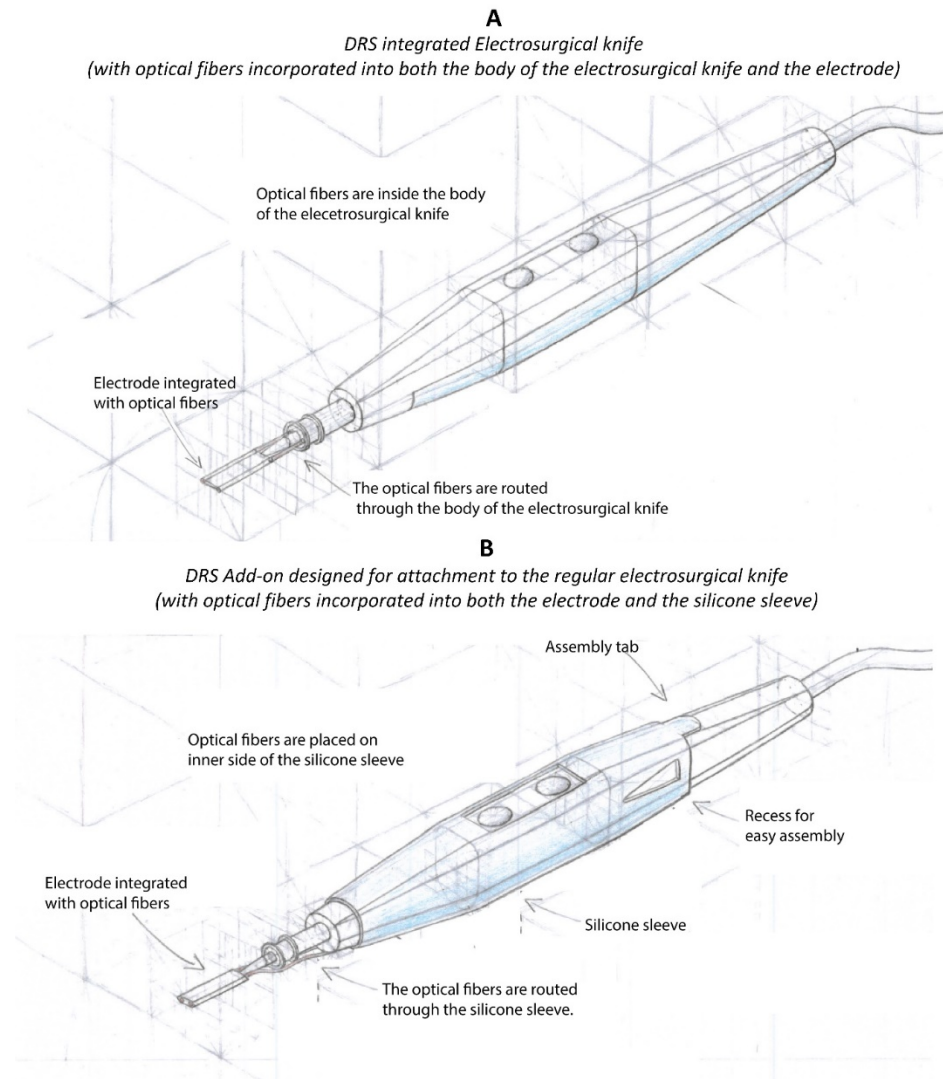 A
DRS integrated Electrosurgical knife
(with optical fibers incorporated into both the body of the electrosurgical knife and the electrode)
Optical fibers are inside the body
of the elecetrosurgical knife
Electrode integrated
with optical fibers
The optical fibers are routed
through the body of the electrosurgical knife
B
DRS Add-on designed for attachment to the regular electrosurgical knife
(with optical fibers incorporated into both the electrode and the silicone sleeve)
Assembly tab
Optical fibers are placed on
inner side of the silicone sleeve
Recess for
easy assembly
Electrode integrated
with optical fibers
Silicone sleeve
The optical fibers are routed
through the silicone sleeve.